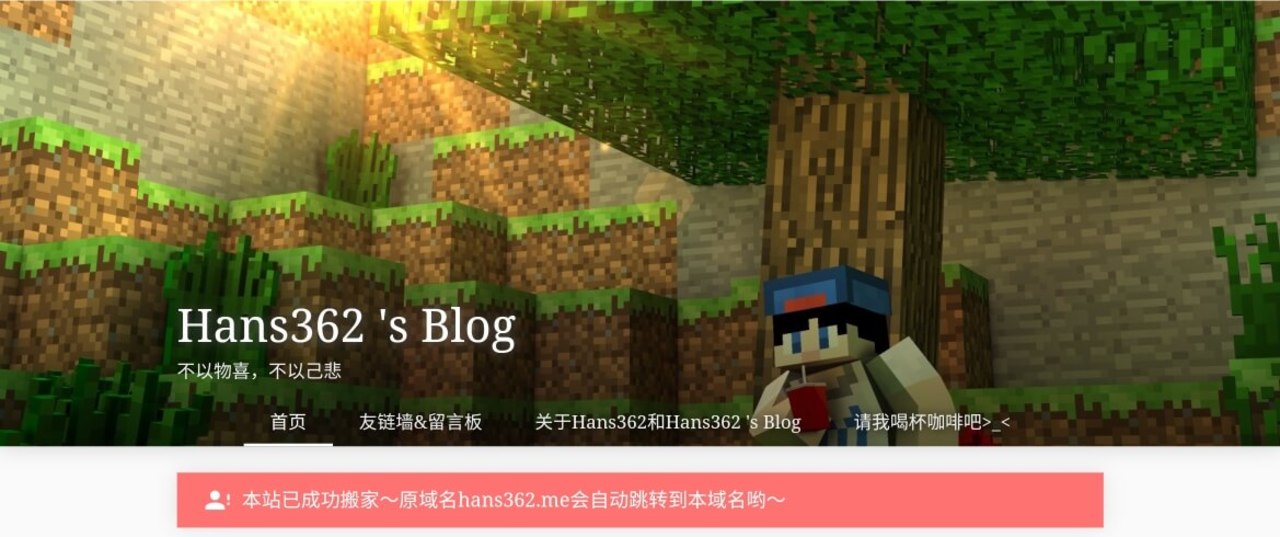 Hans362 's Blog
不以物喜，不以己悲
首页 友链墙&留言板 关于Hans362和Hans362 's Blog 请我喝杯咖啡吧>_<
本站已成功搬家～原域名hans362.me会自动跳转到本域名哟～